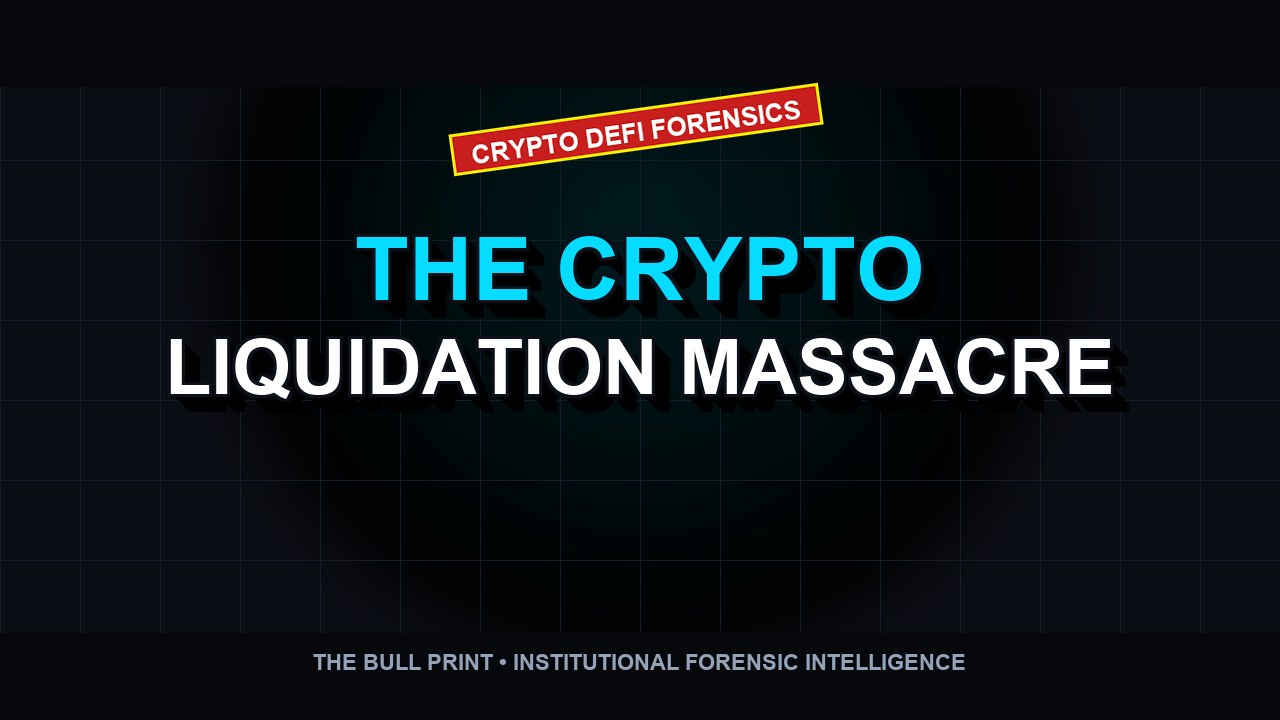 CRYPTO DEFI FORENSICS
THE CRYPTO
LIQUIDATION MASSACRE
THE BULL PRINT • INSTITUTIONAL FORENSIC INTELLIGENCE